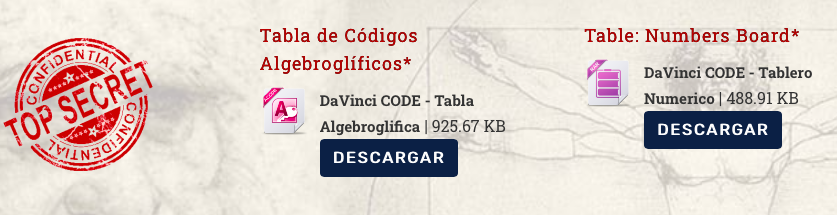 CONFIDENTIAL
TOP SECRET
CONFIDENTIAL
Tabla de Códigos
Algebroglíficos*
DaVinci CODE - Tabla
Algebroglifica | 925.67 KB
DESCARGAR
Table: Numbers Board*
DaVinci CODE - Tablero
Numerico | 488.91 KB
DESCARGAR